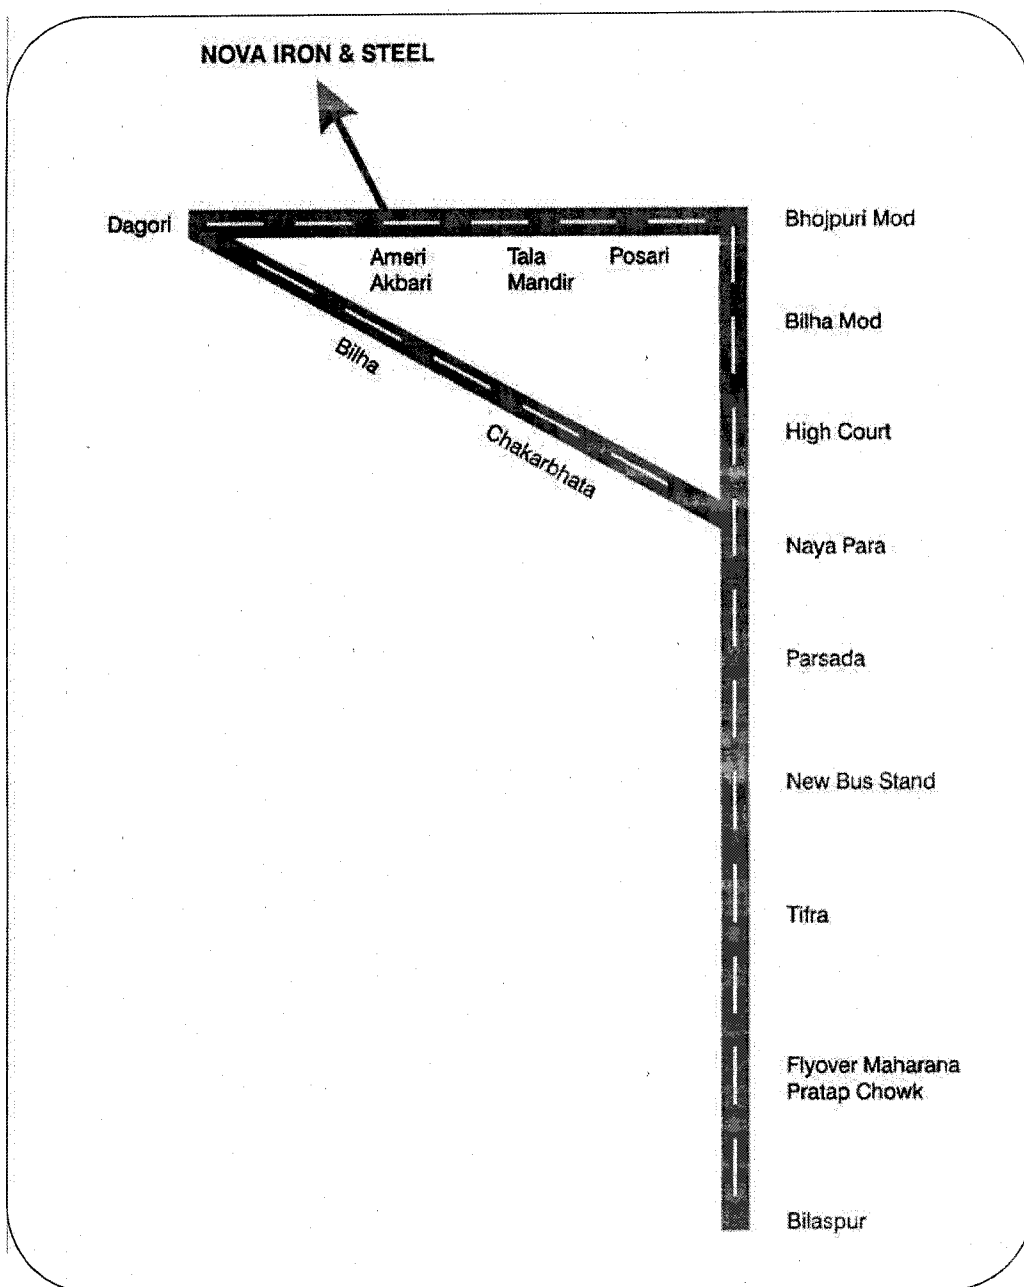 NOVA IRON & STEEL
Dagori
Bhojpuri Mod
Ameri
Akbari
Tala
Mandir
Posari
Bilha Mod
Bilha
High Court
Chakarbhata
Naya Para
Parsada
New Bus Stand
Tifra
Flyover Maharana
Pratap Chowk
Bilaspur